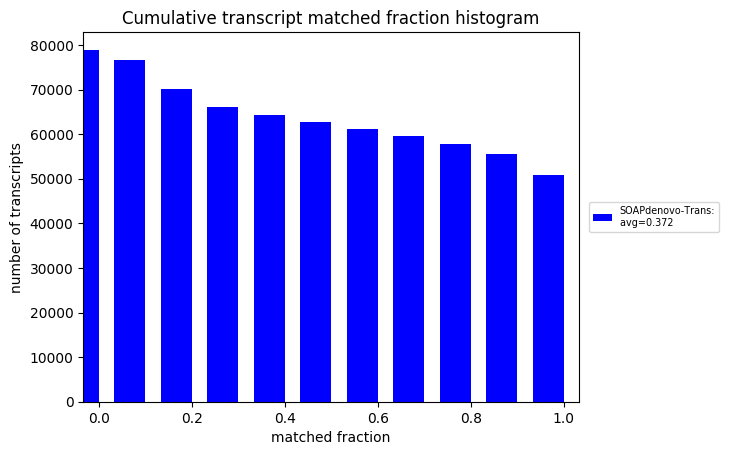 Cumulative transcript matched fraction histogram
number of transcripts
80000
70000
60000
50000
40000
30000
20000
10000
0
0.0 0.2 0.4 0.6 0.8 1.0
matched fraction
SOAPdenovo-Trans:
avg=0.372